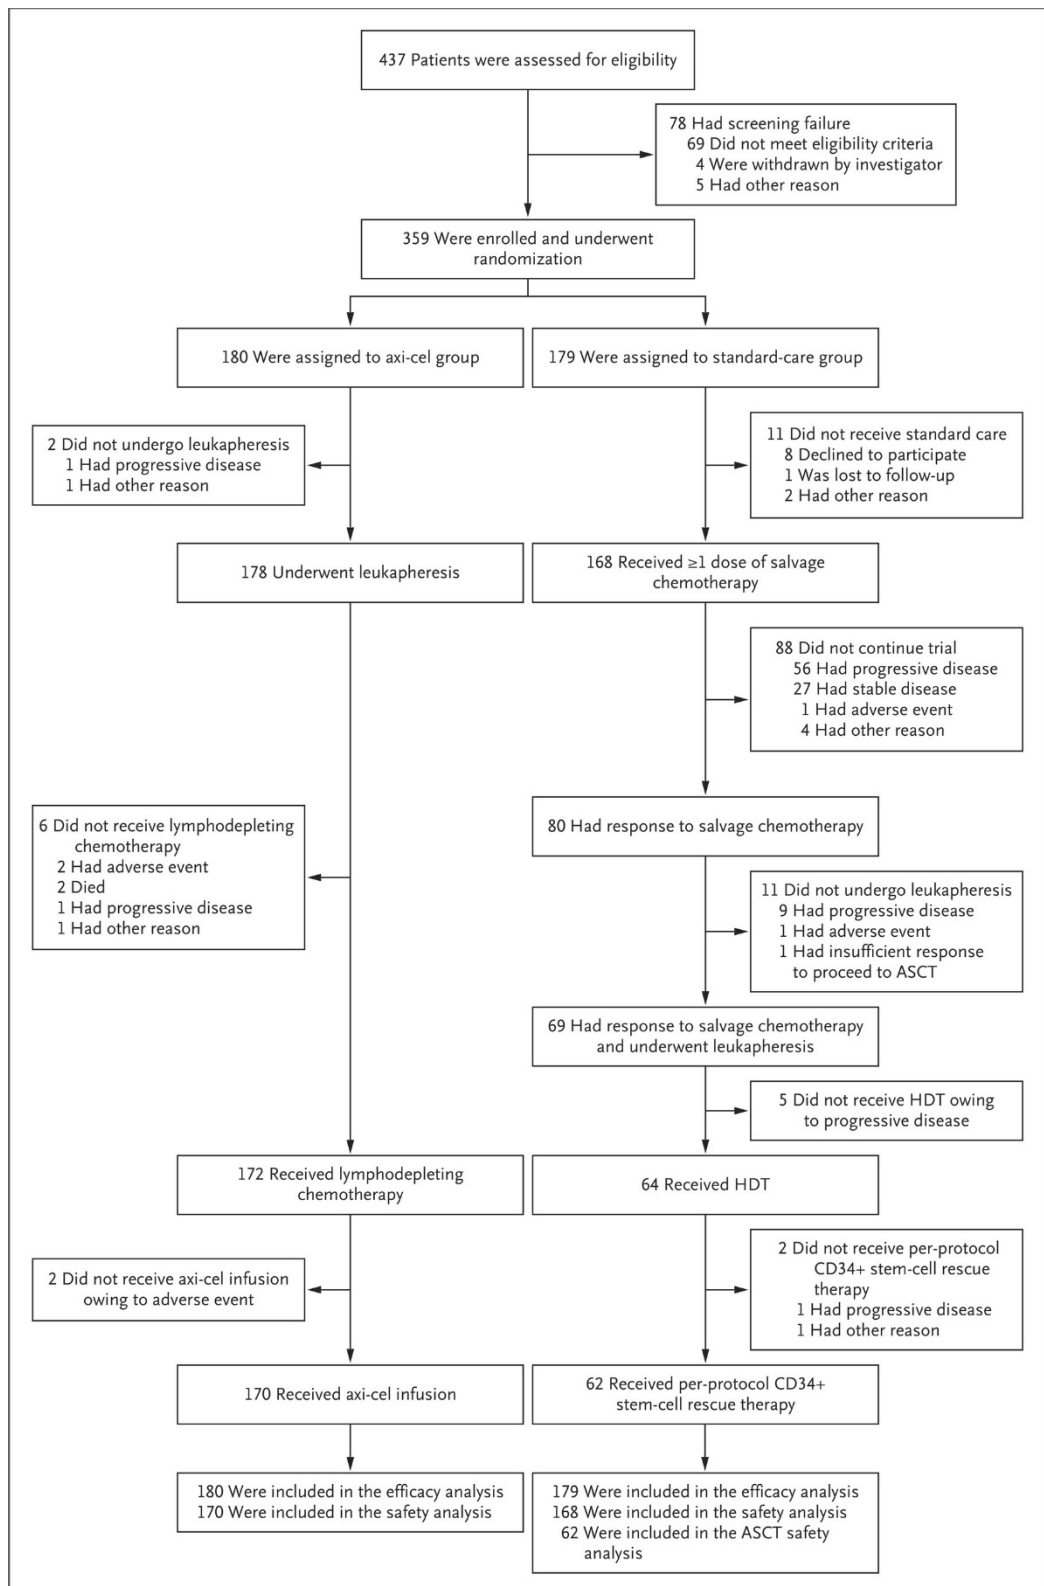 437 Patients were assessed for eligibility
78 Had screening failure
69 Did not meet eligibility criteria
4 Were withdrawn by investigator
5 Had other reason
359 Were enrolled and underwent
randomization
180 Were assigned to axi-cel group
179 Were assigned to standard-care group
2 Did not undergo leukapheresis
1 Had progressive disease
1 Had other reason
11 Did not receive standard care
8 Declined to participate
1 Was lost to follow-up
2 Had other reason
178 Underwent leukapheresis
168 Received ≥1 dose of salvage
chemotherapy
88 Did not continue trial
56 Had progressive disease
27 Had stable disease
1 Had adverse event
4 Had other reason
6 Did not receive lymphodepleting
chemotherapy
2 Had adverse event
2 Died
1 Had progressive disease
1 Had other reason
80 Had response to salvage chemotherapy
11 Did not undergo leukapheresis
9 Had progressive disease
1 Had adverse event
1 Had insufficient response
to proceed to ASCT
69 Had response to salvage chemotherapy
and underwent leukapheresis
5 Did not receive HDT owing
to progressive disease
172 Received lymphodepleting
chemotherapy
64 Received HDT
2 Did not receive axi-cel infusion
owing to adverse event
2 Did not receive per-protocol
CD34+ stem-cell rescue
therapy
1 Had progressive disease
1 Had other reason
170 Received axi-cel infusion
62 Received per-protocol CD34+
stem-cell rescue therapy
180 Were included in the efficacy analysis
170 Were included in the safety analysis
179 Were included in the efficacy analysis
168 Were included in the safety analysis
62 Were included in the ASCT safety
analysis